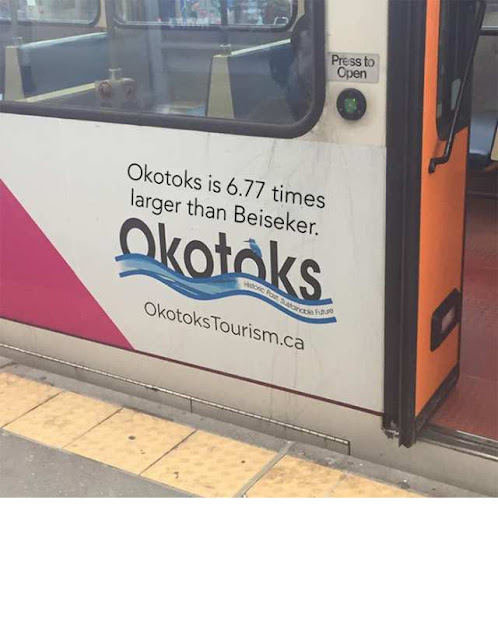 Press to
Open
Okotoks is 6.77 times
larger than Beiseker.
Okotoks
Historic Past, Sustainable Future
OkotoksTourism.ca